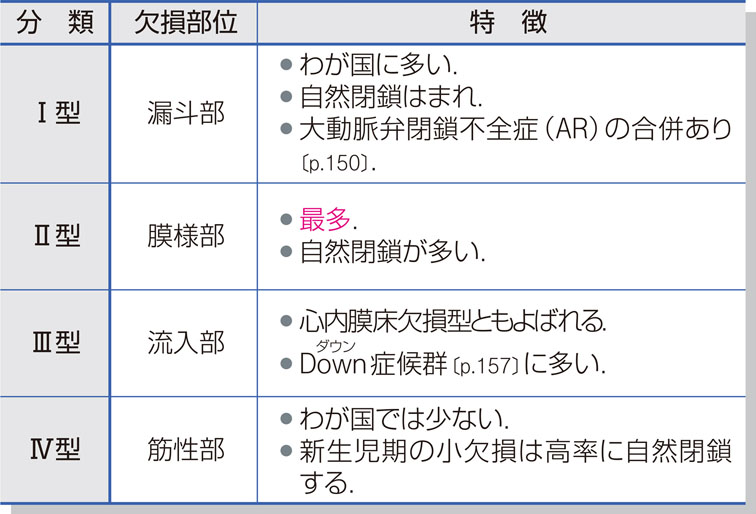 分類 欠損部位 特徴
Ⅰ型 漏斗部
●わが国に多い.
●自然閉鎖はまれ.
●大動脈弁閉鎖不全症（AR）の合併あり
〔p.150〕.
Ⅱ型 膜様部
●最多.
●自然閉鎖が多い.
Ⅲ型 流入部
●心内膜床欠損型ともよばれる.
ダウン
●Down症候群〔p.157〕に多い.
Ⅳ型 筋性部
●わが国では少ない.
●新生児期の小欠損は高率に自然閉鎖
する.